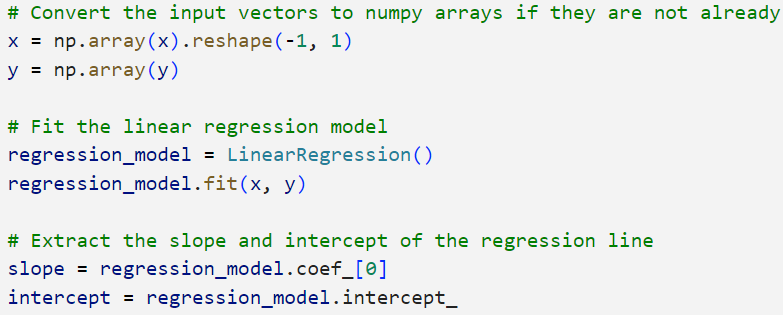 # Convert the input vectors to numpy arrays if they are not already
x = np.array(x).reshape(-1, 1)
y = np.array(y)
# Fit the linear regression model
regression_model = LinearRegression()
regression_model.fit(x, y)
# Extract the slope and intercept of the regression line
slope = regression_model.coef_[0]
intercept = regression_model.intercept_